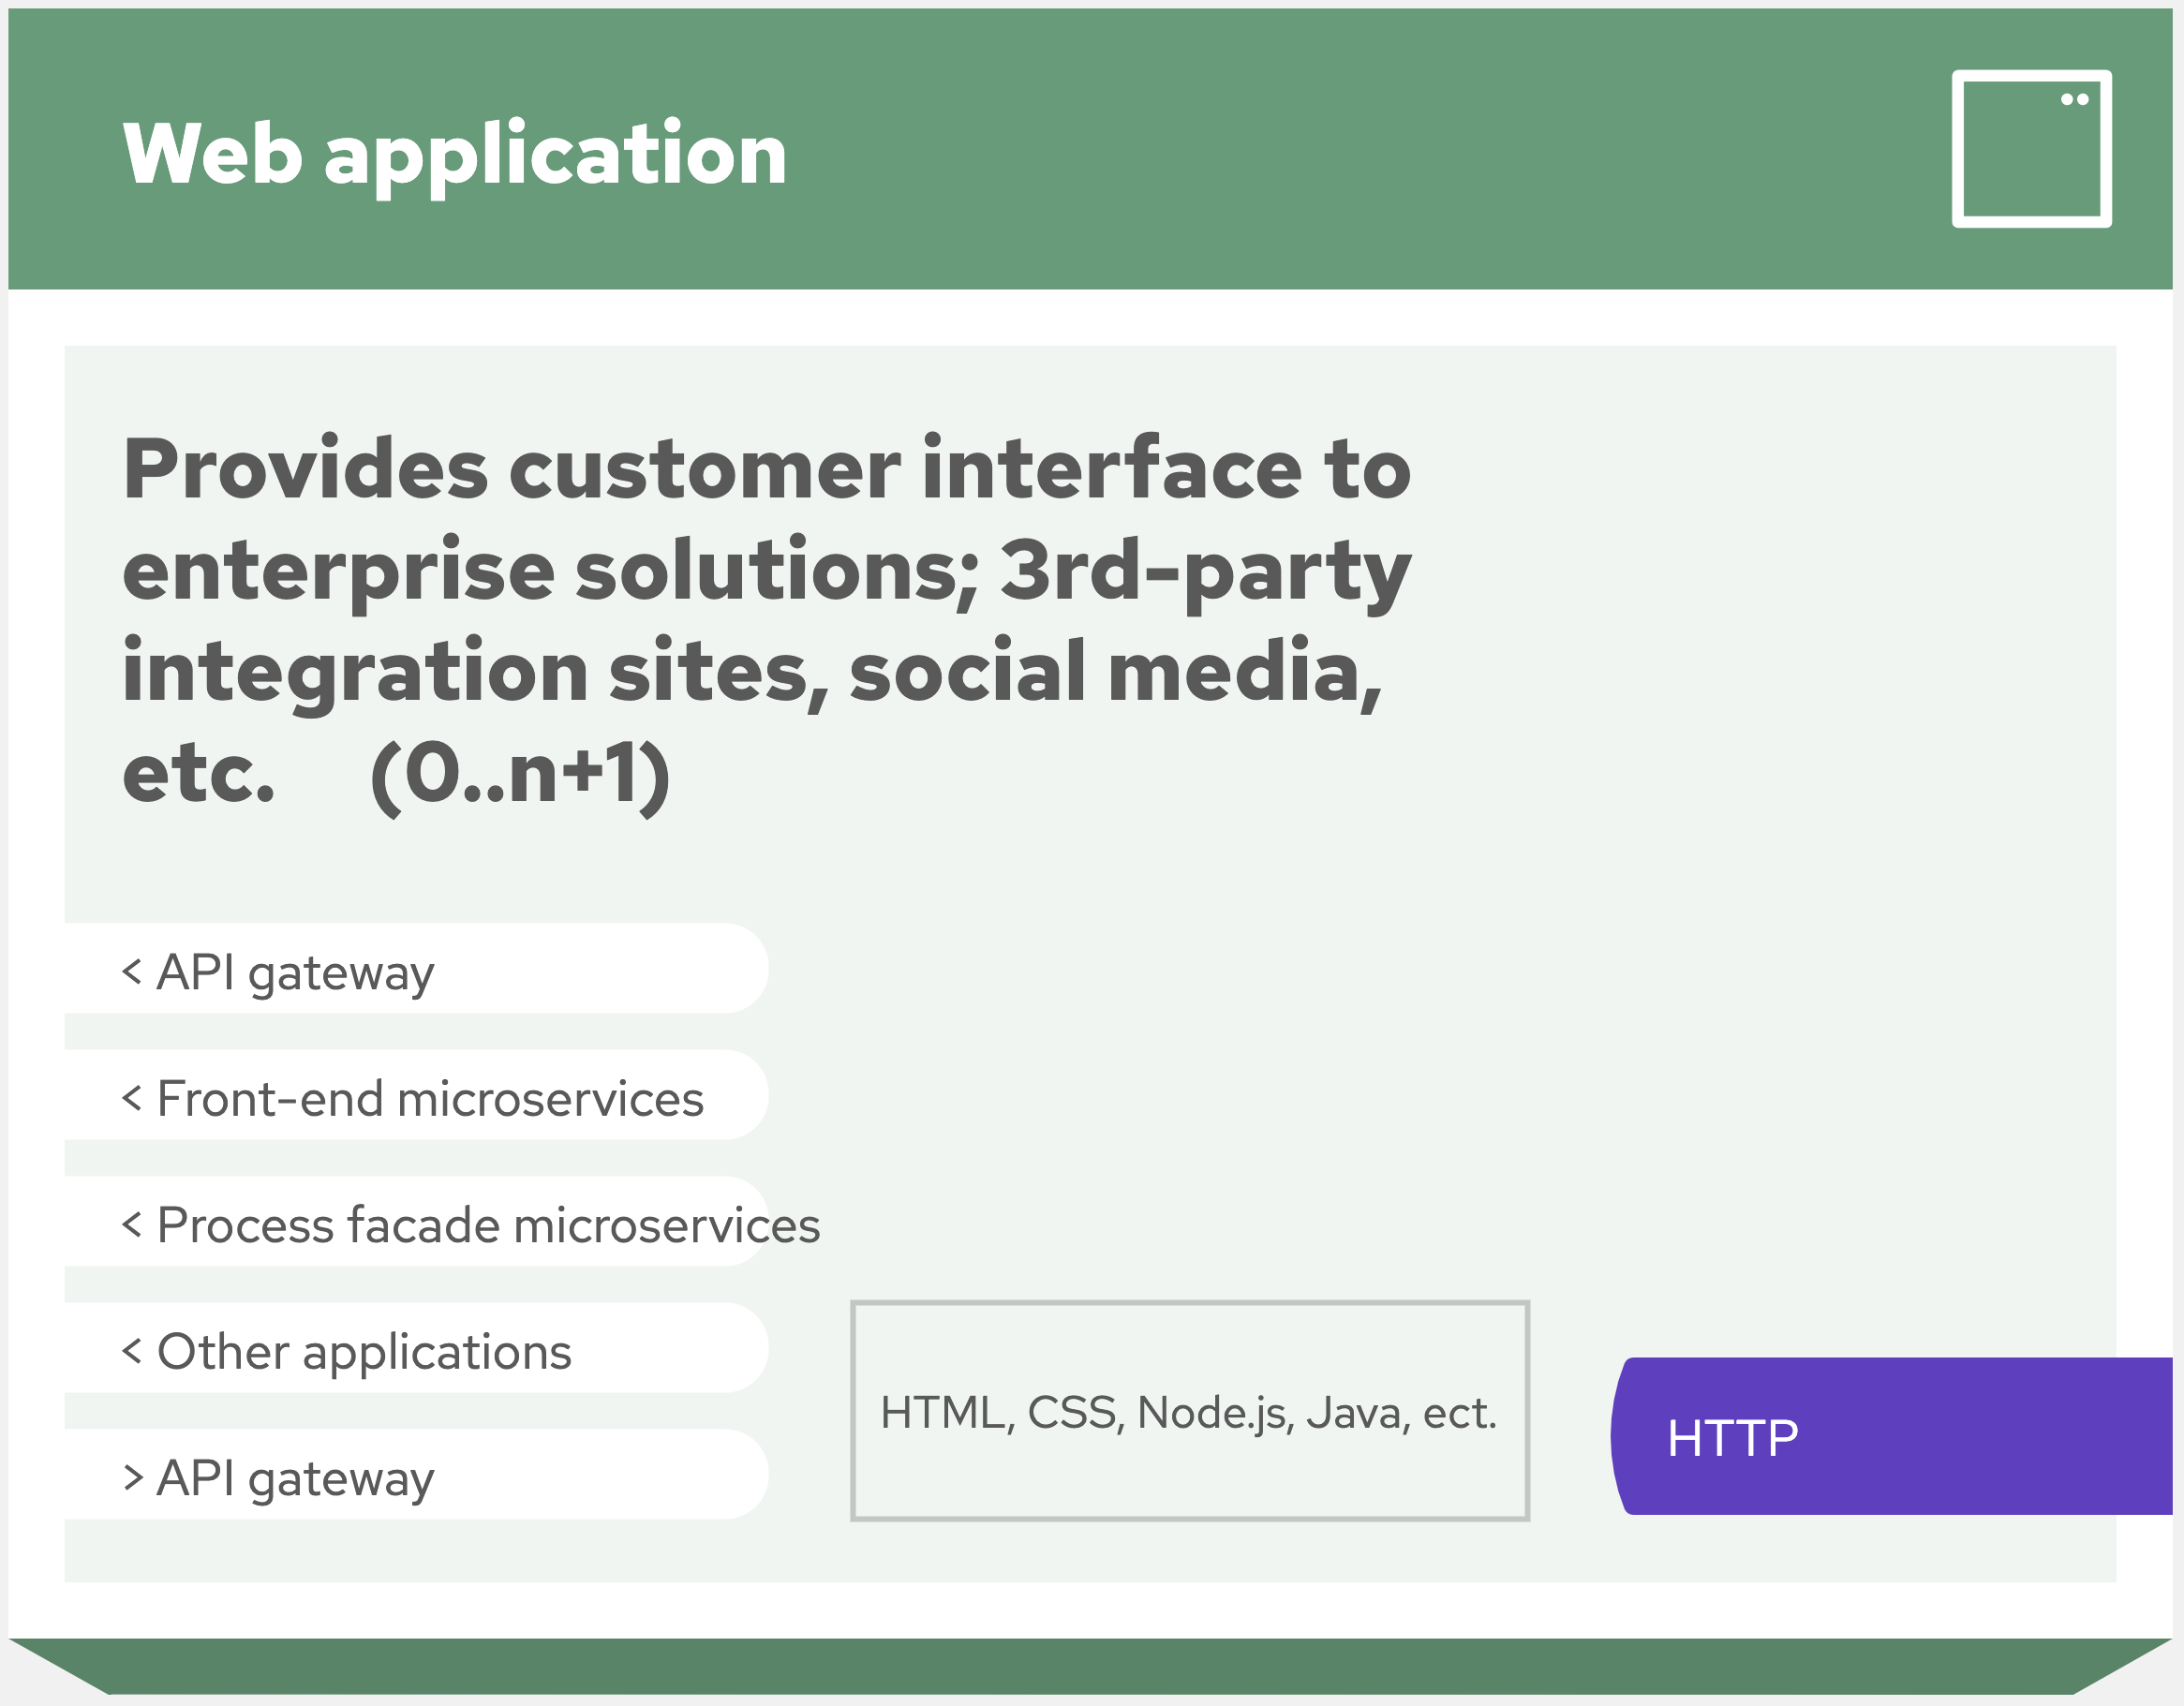 Web application
Provides customer interface to
enterprise solutions; 3rd-party
integration sites, social media,
etc. (0..n+1)
< API gateway
< Front-end microservices
< Process facade microservices
< Other applications
> API gateway
HTML, CSS, Node.js, Java, ect.
HTTP